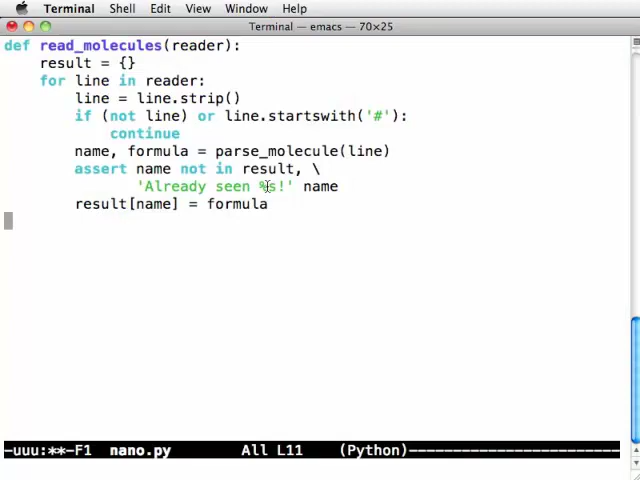 Terminal Shell Edit View Window Help
Terminal — emacs — 70×25
def read_molecules(reader):
    result = {}
    for line in reader:
        line = line.strip()
        if (not line) or line.startswith('#'):
            continue
        name, formula = parse_molecule(line)
        assert name not in result, \
               'Already seen %s!' name
        result[name] = formula
-uuu:**-F1 nano.py All L11 (Python)